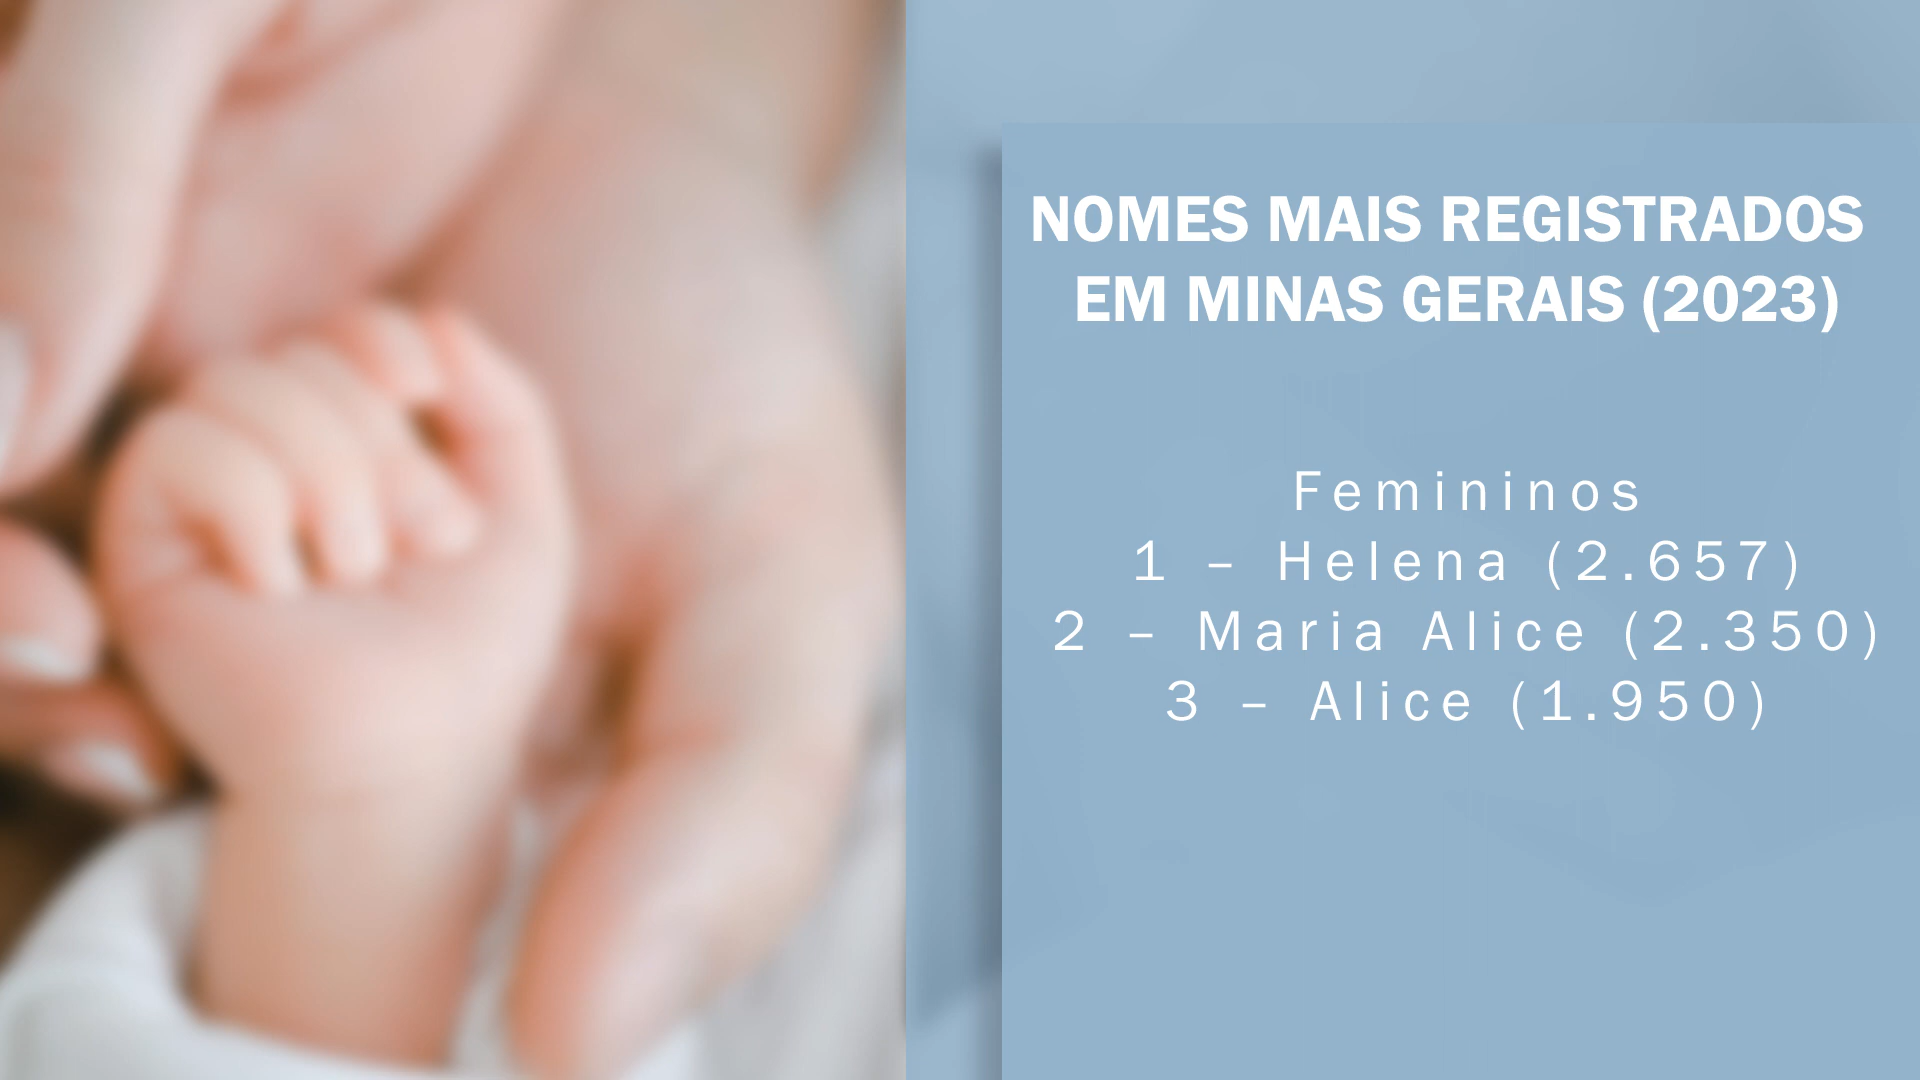 NOMES MAIS REGISTRADOS
EM MINAS GERAIS (2023)
Femininos
1 – Helena (2.657)
2 – Maria Alice (2.350)
3 – Alice (1.950)